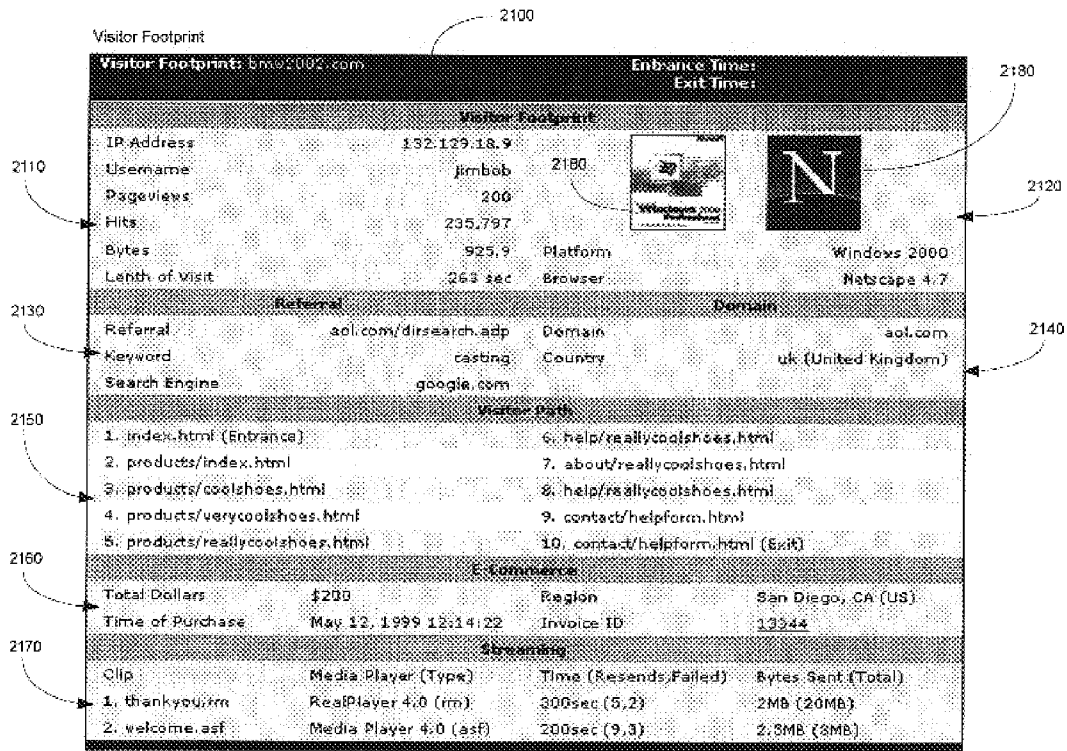 2100
Visitor Footprint
Visitor Footprint: bmw2002.com
Entrance Time:
Exit Time:
2180
Visitor Footprint
IP Address 132.129.18.9
Username jimbob
Pageviews 200
Hits 235,797
Bytes 925.9
Lenth of Visit 263 sec
2110
2180
Windows 2000
Professional
N
2120
Platform Windows 2000
Browser Netscape 4.7
2130
Referral
Referral aol.com/dirsearch.adp
Keyword casting
Search Engine google.com
Domain
Domain aol.com
Country uk (United Kingdom)
2140
Visitor Path
2150
1. index.html (Entrance)
2. products/index.html
3. products/coolshoes.html
4. products/verycoolshoes.html
5. products/reallycoolshoes.html
6. help/reallycoolshoes.html
7. about/reallycoolshoes.html
8. help/reallycoolshoes.html
9. contact/helpform.html
10. contact/helpform.html (Exit)
2160
E-Commerce
Total Dollars $200 Region San Diego, CA (US)
Time of Purchase May 12, 1999 12:14:22 Invoice ID 13344
2170
Streaming
Clip Media Player (Type) Time (Resends,Failed) Bytes Sent (Total)
1. thankyou.rm RealPlayer 4.0 (rm) 300sec (5,2) 2MB (20MB)
2. welcome.asf Media Player 4.0 (asf) 200sec (9,3) 2.3MB (3MB)